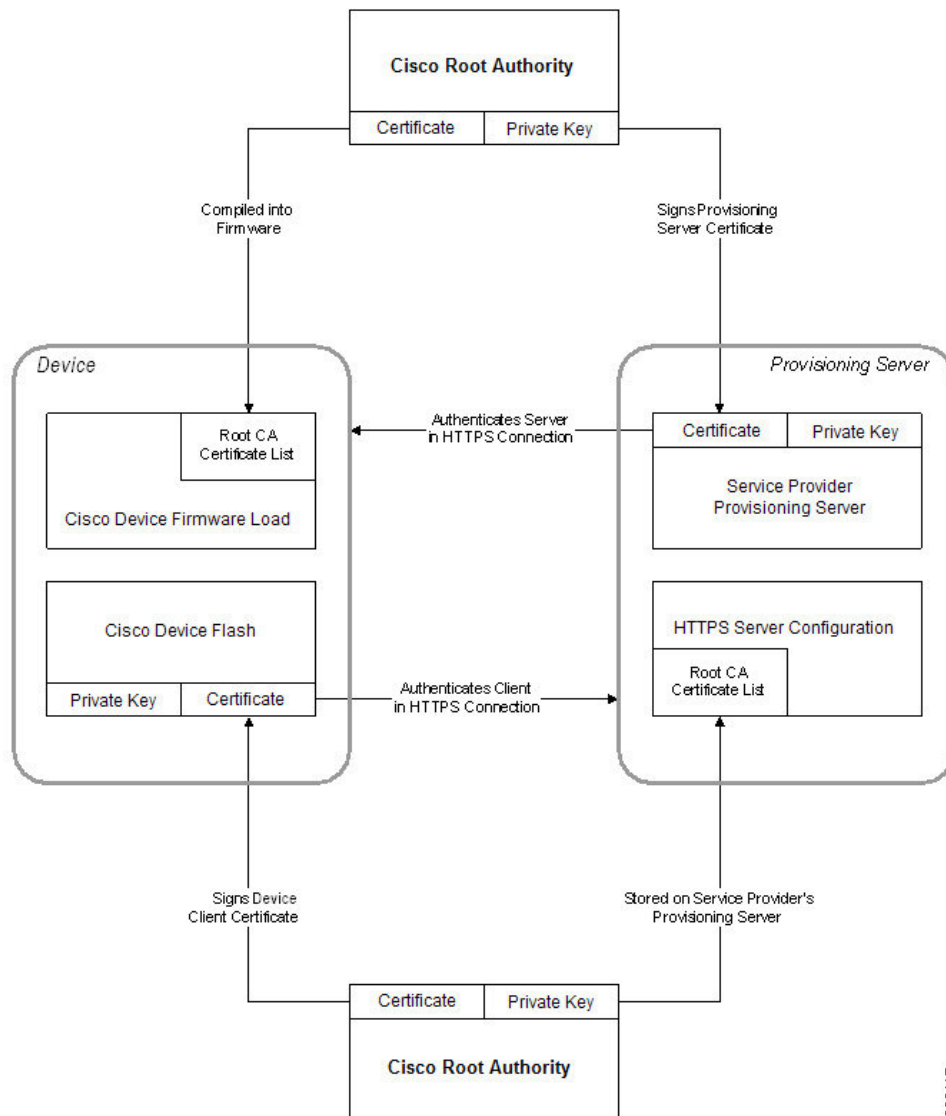 Cisco Root Authority
Certificate
Private Key
Compiled into
Firmware
Signs Provisioning
Server Certificate
Device
Provisioning Server
Root CA
Certificate List
Cisco Device Firmware Load
Authenticates Server
in HTTPS Connection
Certificate
Private Key
Service Provider
Provisioning Server
Cisco Device Flash
Private Key
Certificate
Authenticates Client
in HTTPS Connection
HTTPS Server Configuration
Root CA
Certificate List
Signs Device
Client Certificate
Stored on Service Provider's
Provisioning Server
Certificate
Private Key
Cisco Root Authority